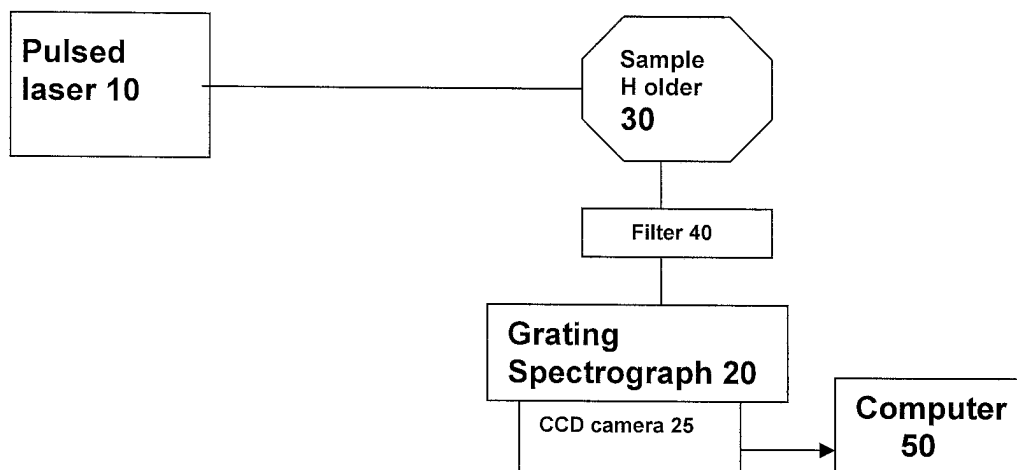 Pulsed
laser 10
Sample
H older
30
Filter 40
Grating
Spectrograph 20
CCD camera 25
Computer
50